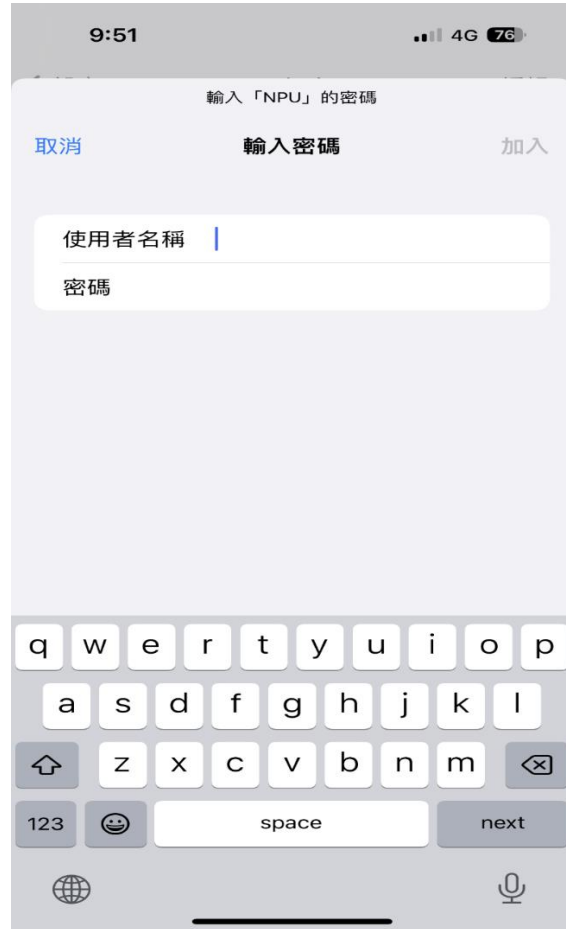 9:51
4G 76
輸入「NPU」的密碼
取消 輸入密碼 加入
使用者名稱
密碼
q w e r t y u i o p
a s d f g h j k l
z x c v b n m
123 space next